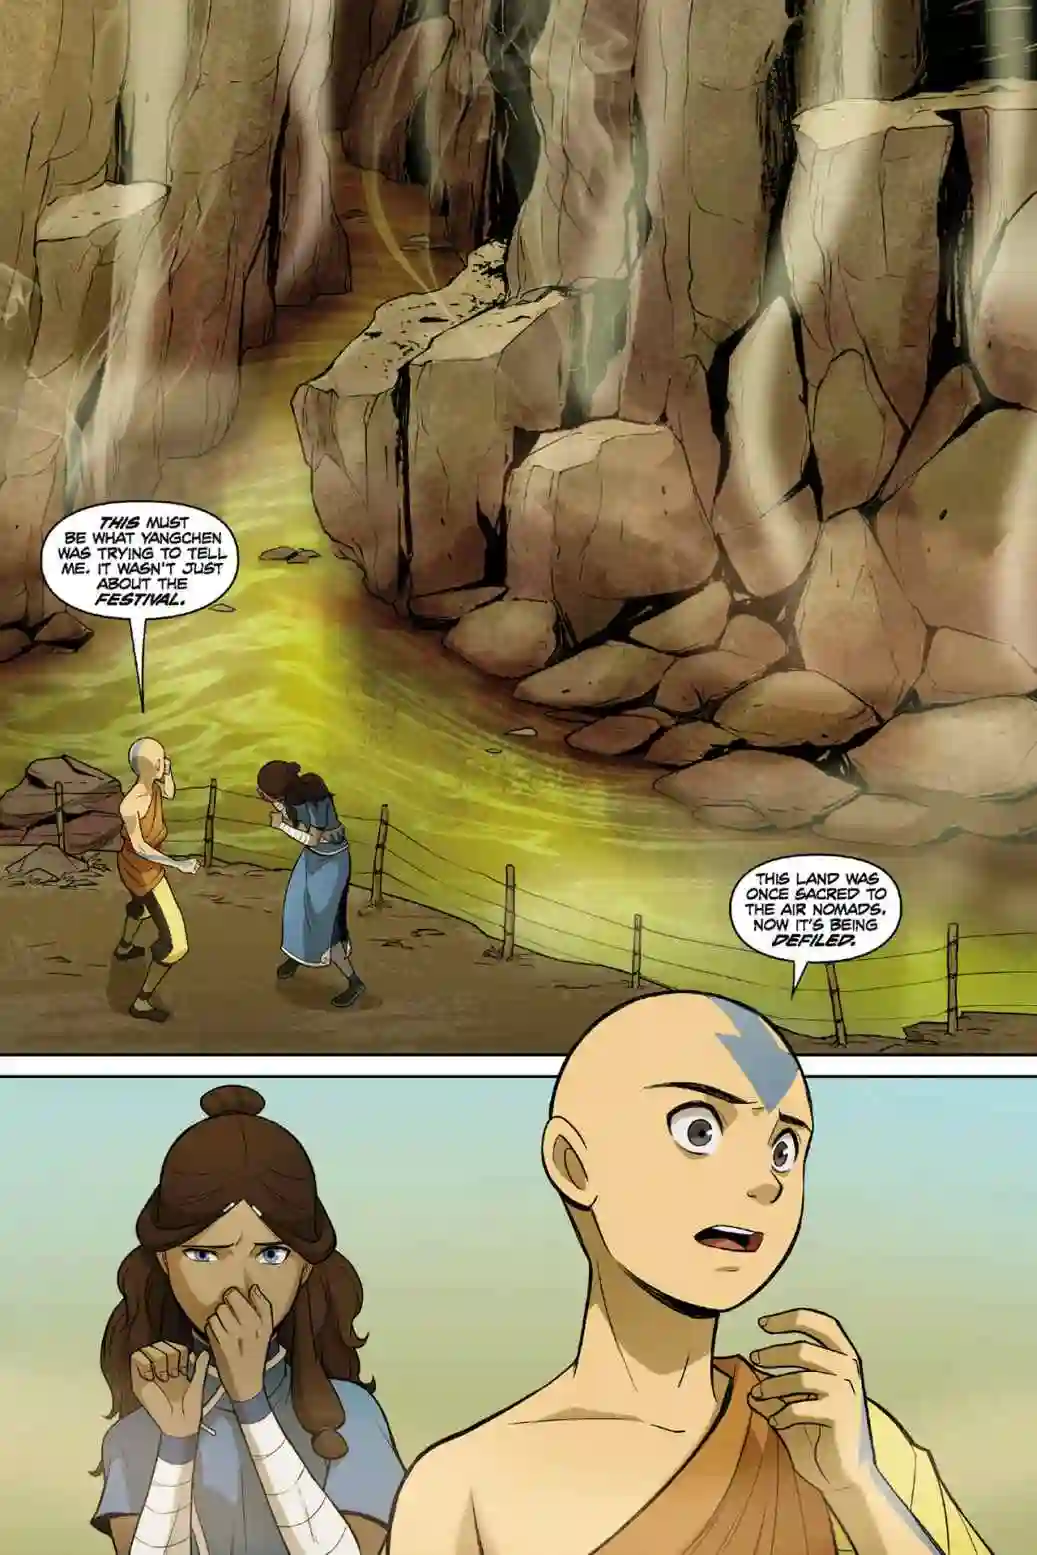 THIS MUST
BE WHAT YANGCHEN
WAS TRYING TO TELL
ME. IT WASN'T JUST
ABOUT THE
FESTIVAL.
THIS LAND WAS
ONCE SACRED TO
THE AIR NOMADS.
NOW IT'S BEING
DEFILED.